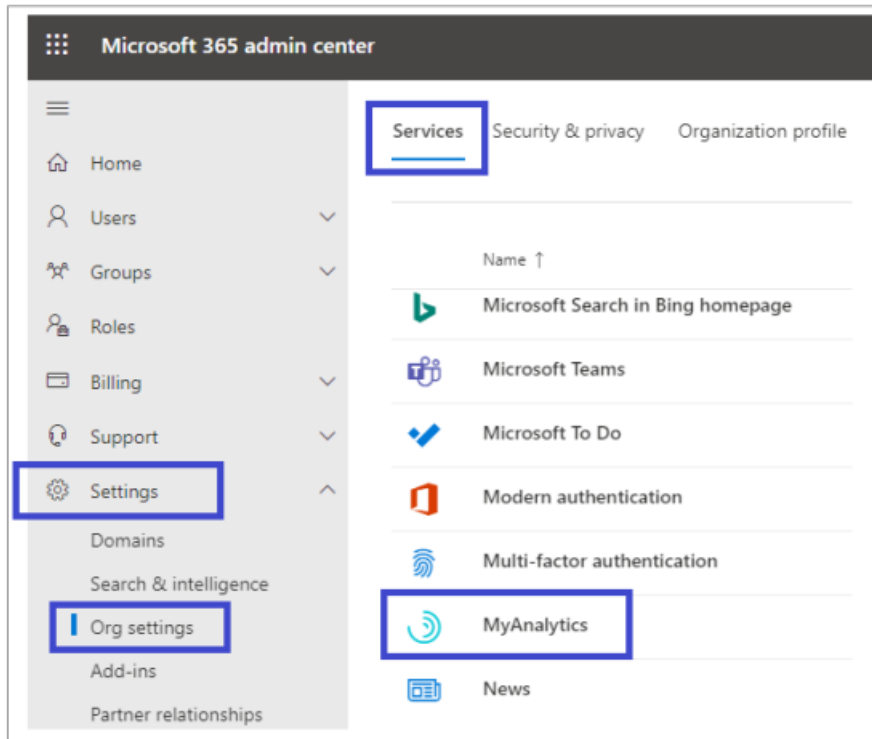 Microsoft 365 admin center
Home
Users
Groups
Roles
Billing
Support
Settings
Domains
Search & intelligence
Org settings
Add-ins
Partner relationships
Services
Security & privacy
Organization profile
Name ↑
Microsoft Search in Bing homepage
Microsoft Teams
Microsoft To Do
Modern authentication
Multi-factor authentication
MyAnalytics
News